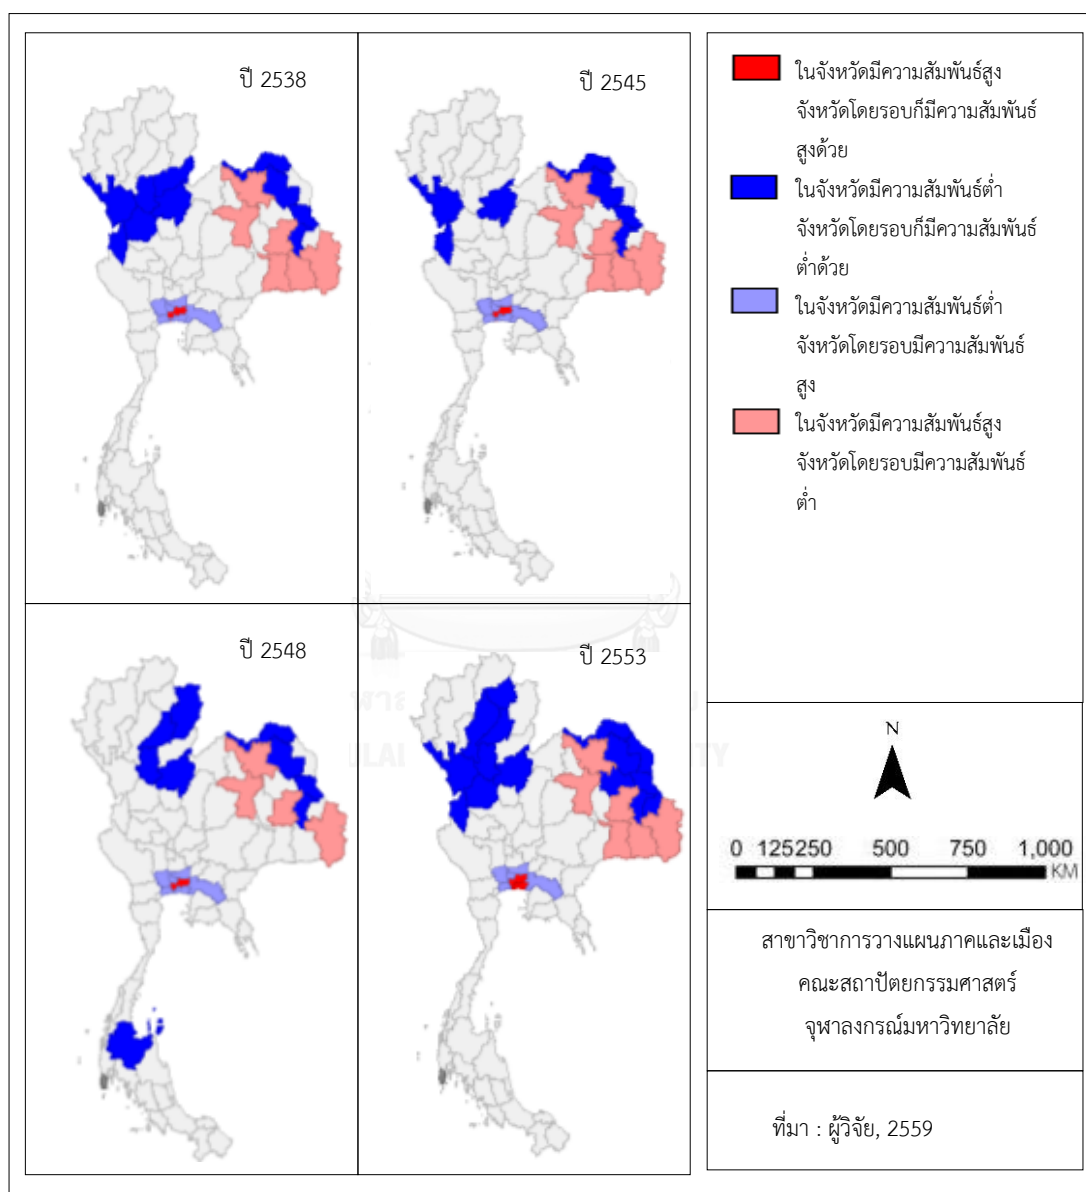 ปี 2538
ปี 2545
ปี 2548
ปี 2553
ในจังหวัดมีความสัมพันธ์สูง
จังหวัดโดยรอบก็มีความสัมพันธ์
สูงด้วย
ในจังหวัดมีความสัมพันธ์ต่ำ
จังหวัดโดยรอบก็มีความสัมพันธ์
ต่ำด้วย
ในจังหวัดมีความสัมพันธ์ต่ำ
จังหวัดโดยรอบมีความสัมพันธ์
สูง
ในจังหวัดมีความสัมพันธ์สูง
จังหวัดโดยรอบมีความสัมพันธ์
ต่ำ
N
0 125250 500 750 1,000
KM
สาขาวิชาการวางแผนภาคและเมือง
คณะสถาปัตยกรรมศาสตร์
จุฬาลงกรณ์มหาวิทยาลัย
ที่มา : ผู้วิจัย, 2559